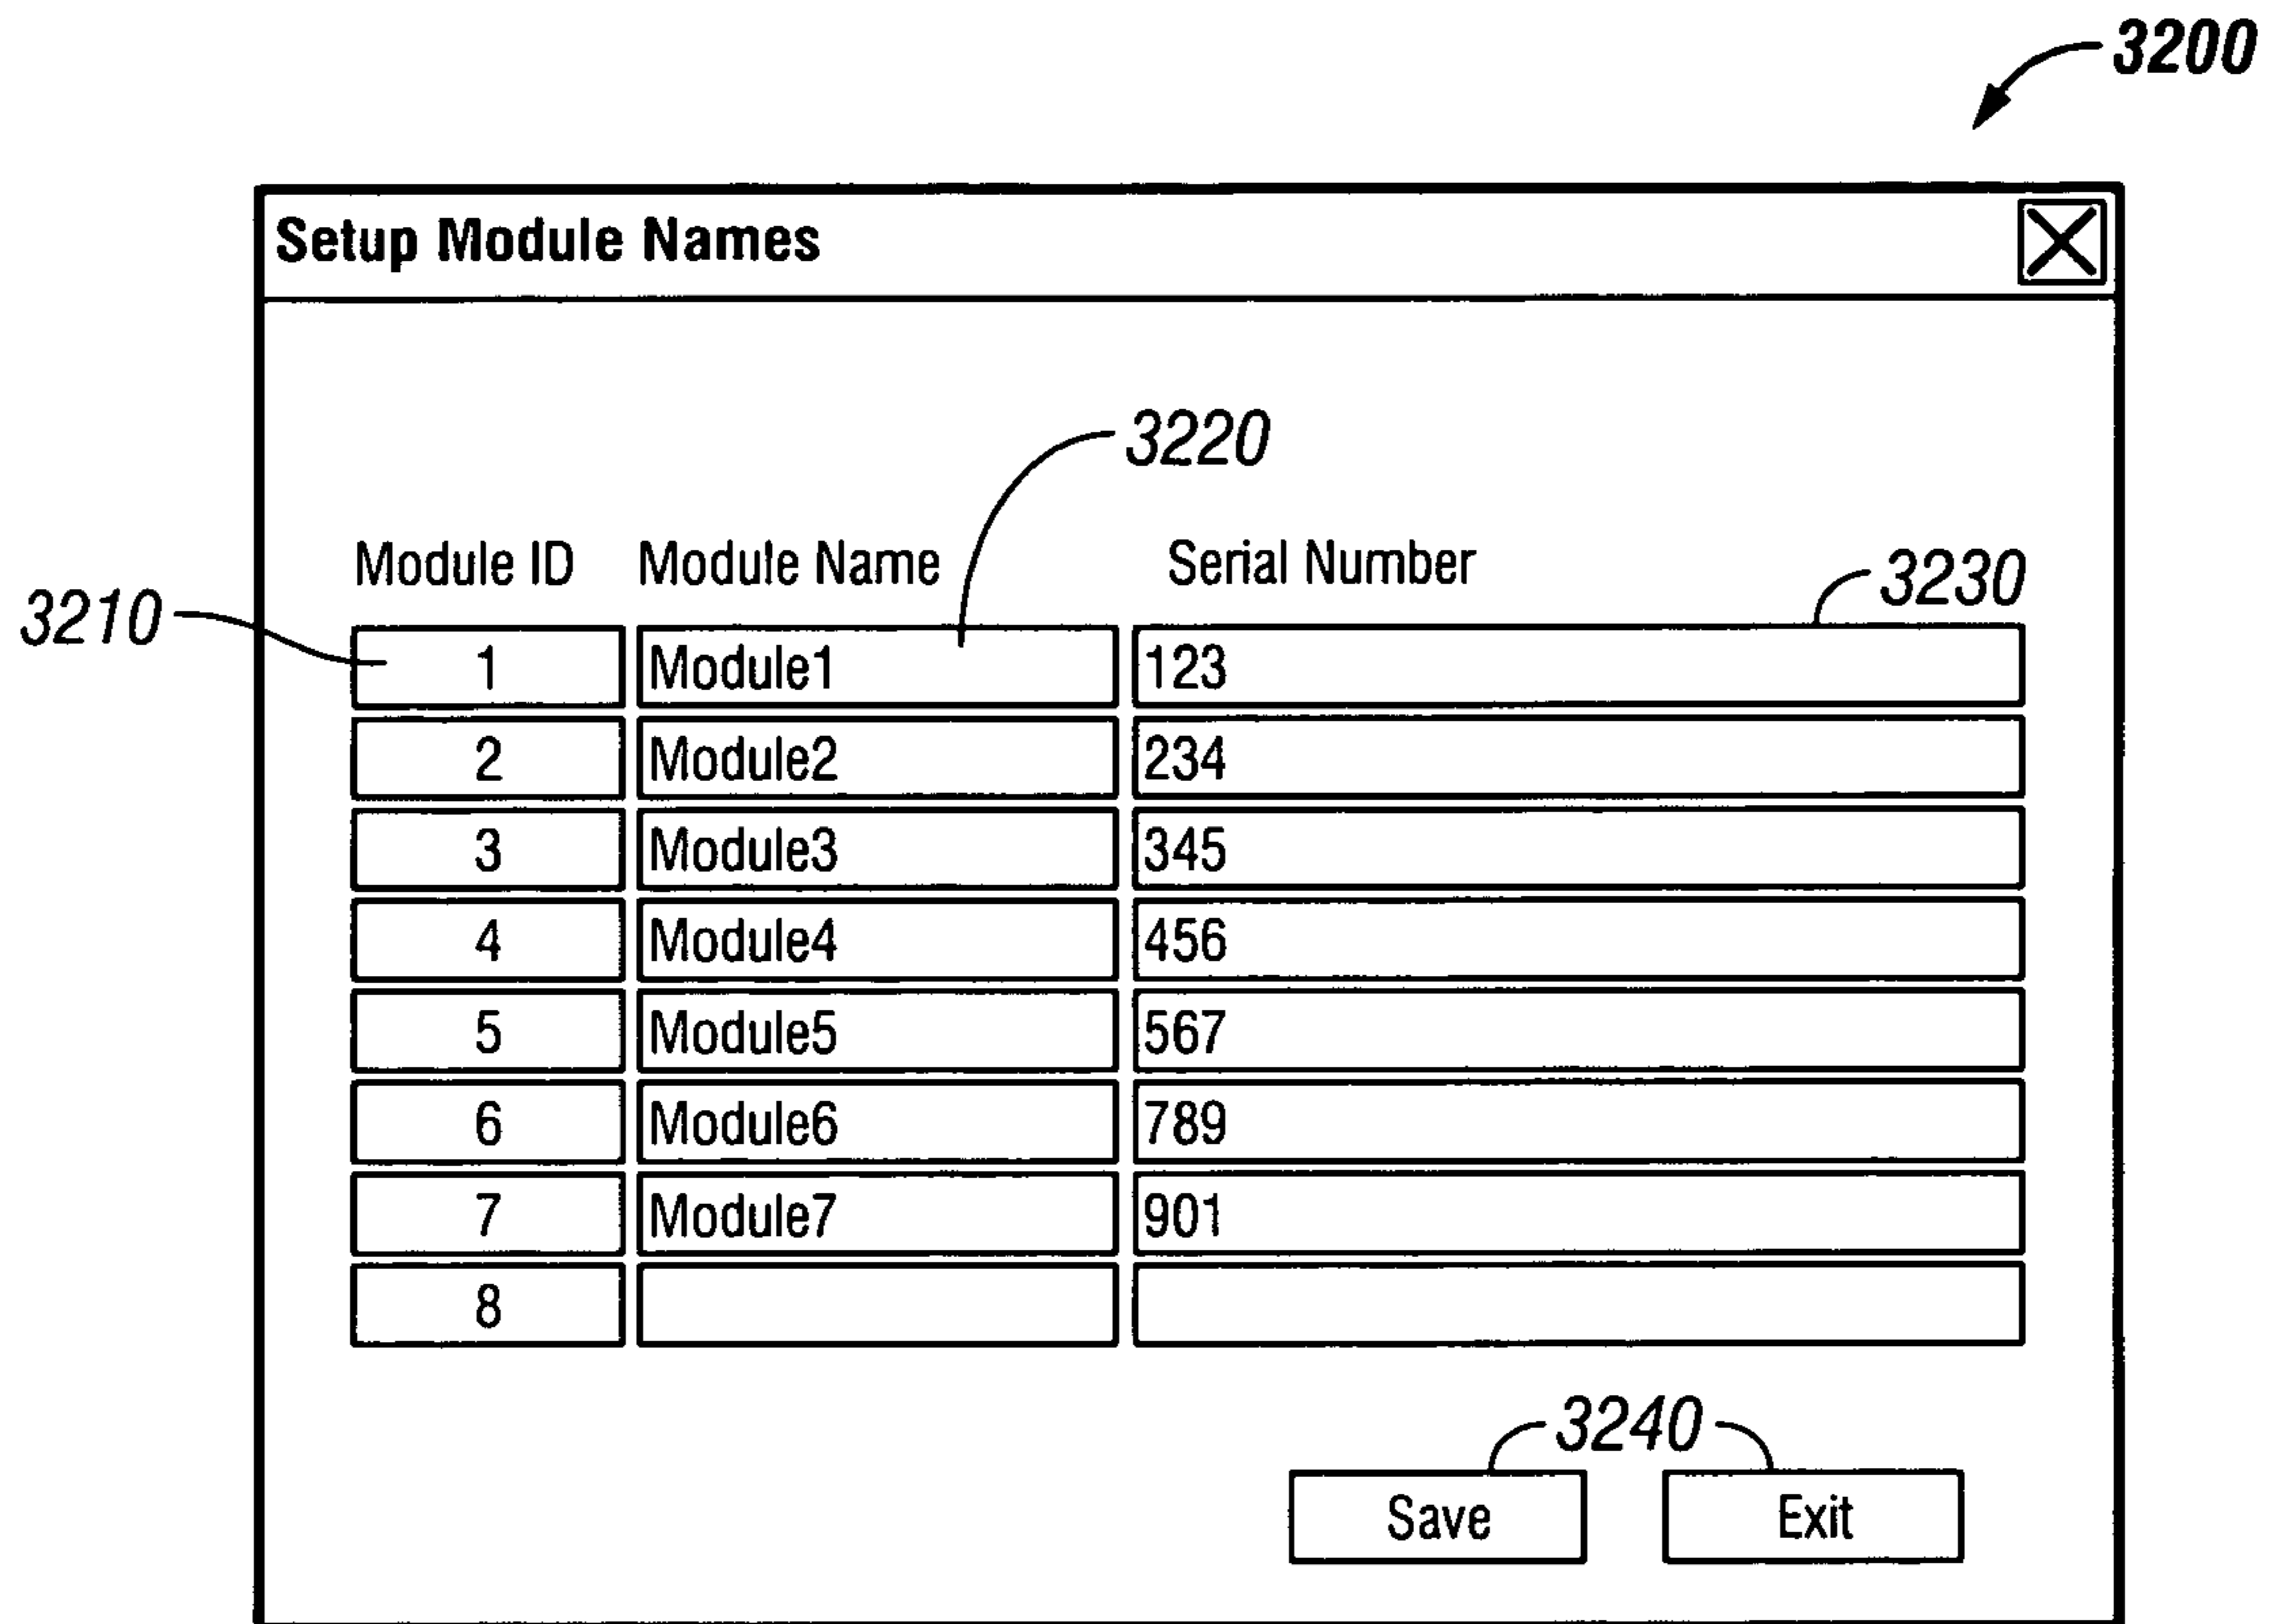 3200
Setup Module Names
3220
Module ID Module Name Serial Number 3230
3210
1 Module1 123
2 Module2 234
3 Module3 345
4 Module4 456
5 Module5 567
6 Module6 789
7 Module7 901
8
3240
Save Exit